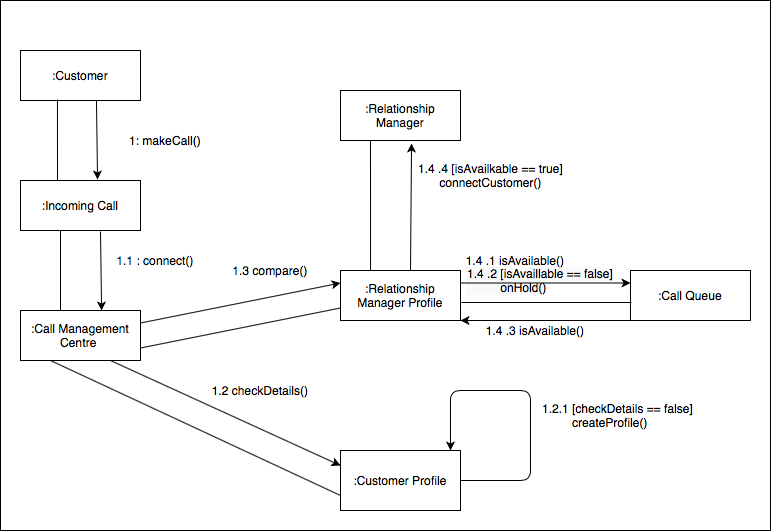 :Customer
:Relationship
Manager
1: makeCall()
1.4 .4 [isAvailkable == true]
connectCustomer()
:Incoming Call
1.1 : connect()
1.3 compare()
1.4 .1 isAvailable()
1.4 .2 [isAvaillable == false]
onHold()
:Relationship
Manager Profile
:Call Queue
:Call Management
Centre
1.4 .3 isAvailable()
1.2 checkDetails()
1.2.1 [checkDetails == false]
createProfile()
:Customer Profile